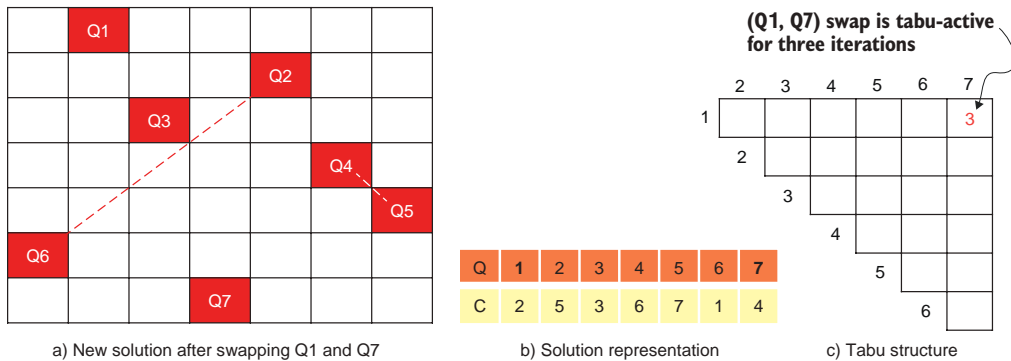 Q1
Q2
Q3
Q4
Q5
Q6
Q7
a) New solution after swapping Q1 and Q7
Q 1 2 3 4 5 6 7
C 2 5 3 6 7 1 4
b) Solution representation
(Q1, Q7) swap is tabu-active
for three iterations
2 3 4 5 6 7
1 3
2
3
4
5
6
c) Tabu structure